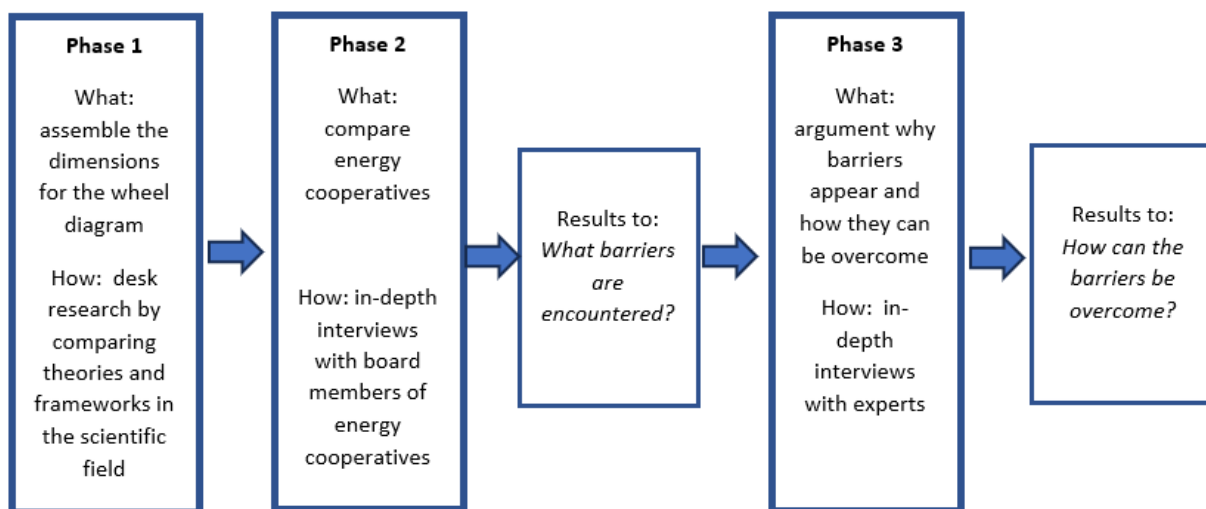 Phase 1
What:
assemble the
dimensions
for the wheel
diagram
How:  desk
research by
comparing
theories and
frameworks in
the scientific
field
Phase 2
What:
compare
energy
cooperatives
How: in-depth
interviews
with board
members of
energy
cooperatives
Results to:
What barriers
are
encountered?
Phase 3
What:
argument why
barriers
appear and
how they can
be overcome
How:  in-
depth
interviews
with experts
Results to:
How can the
barriers be
overcome?